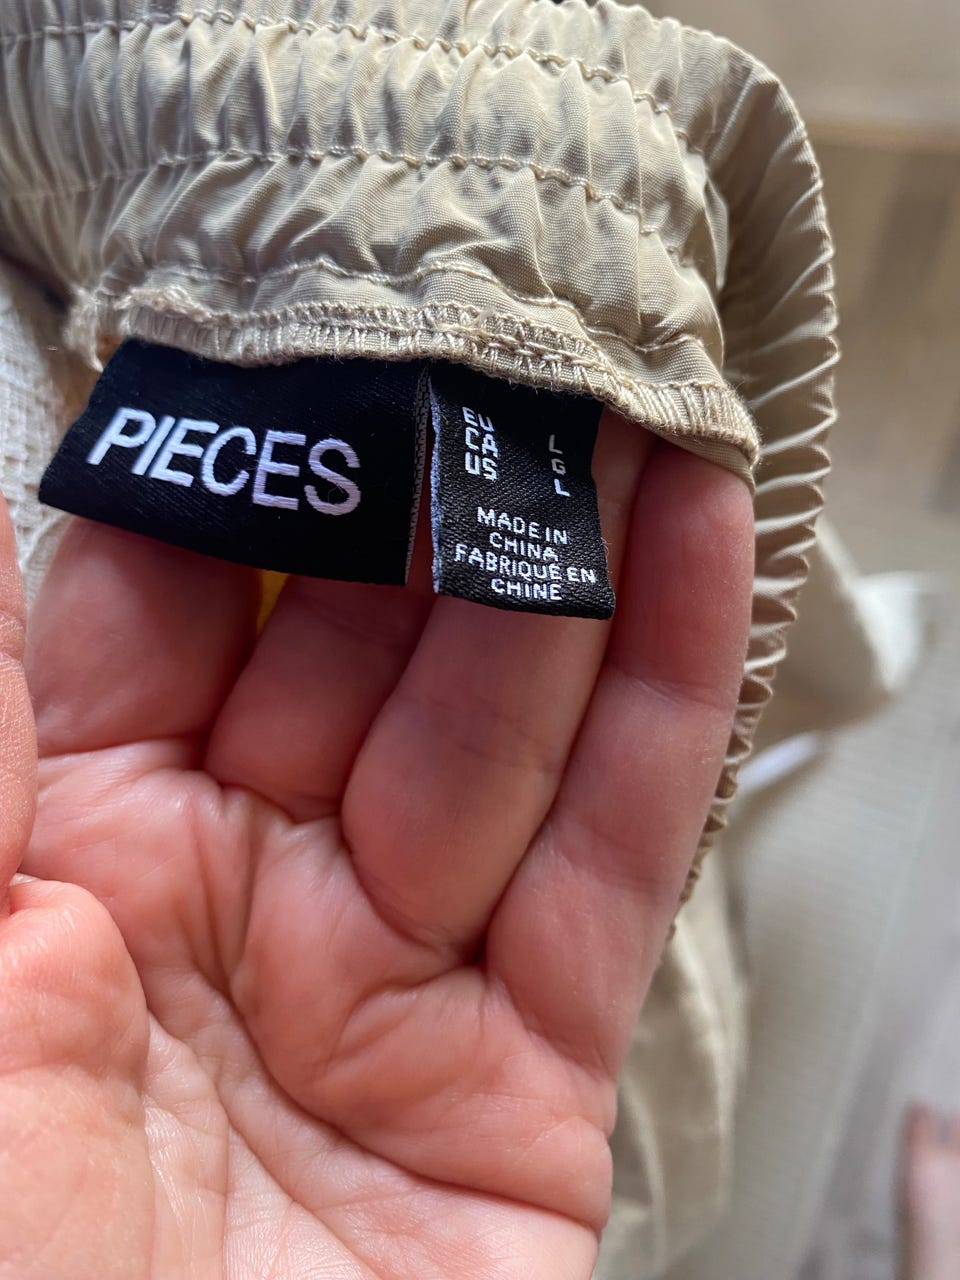 PIECES
EU L
CA G
US L
MADE IN
CHINA
FABRIQUÉ EN
CHINE